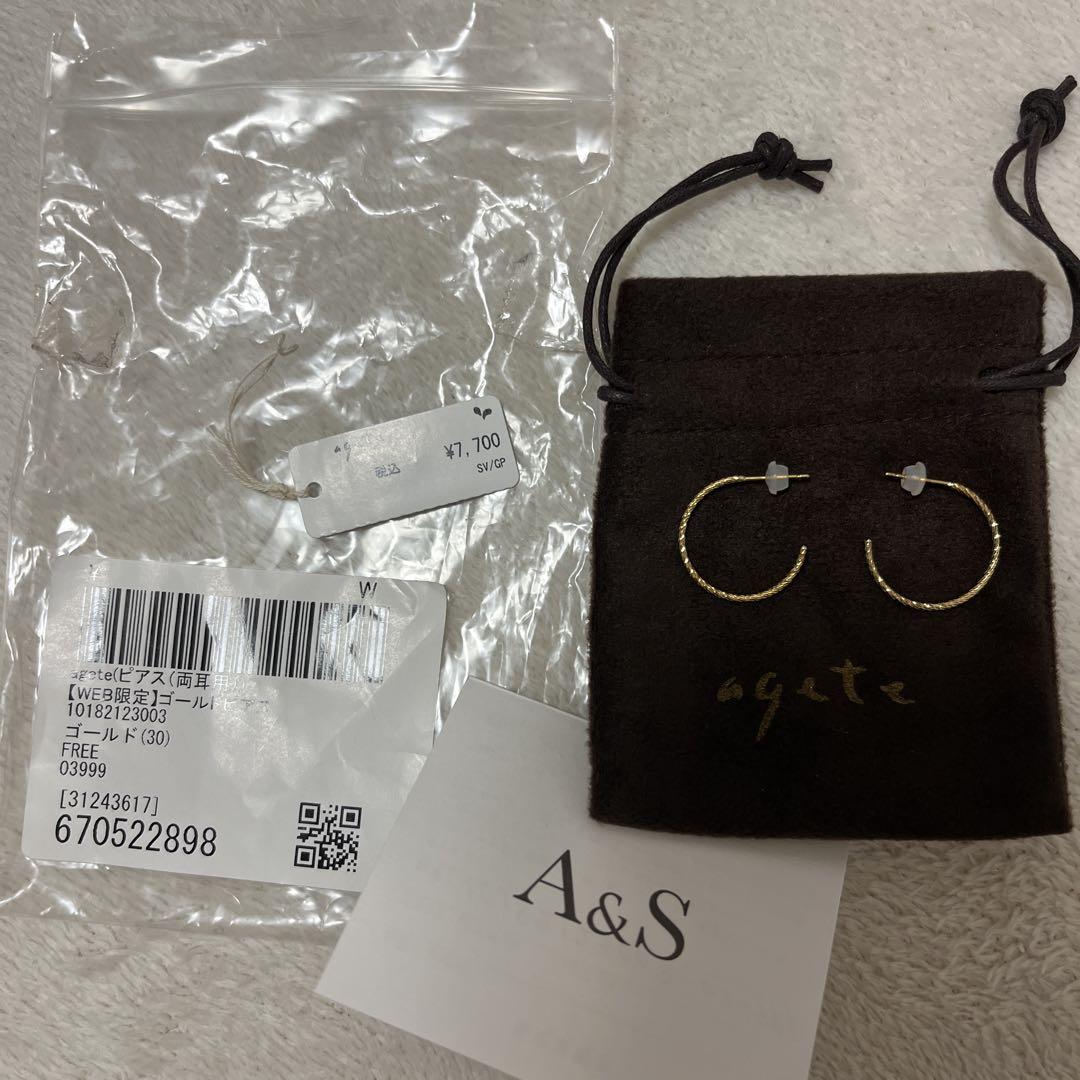 ¥7,700
税込
SV/GP
W
agete(ピアス(両耳用
【WEB限定】ゴールド
10182123003
ゴールド(30)
FREE
03999
[31243617]
670522898
A&S
agete